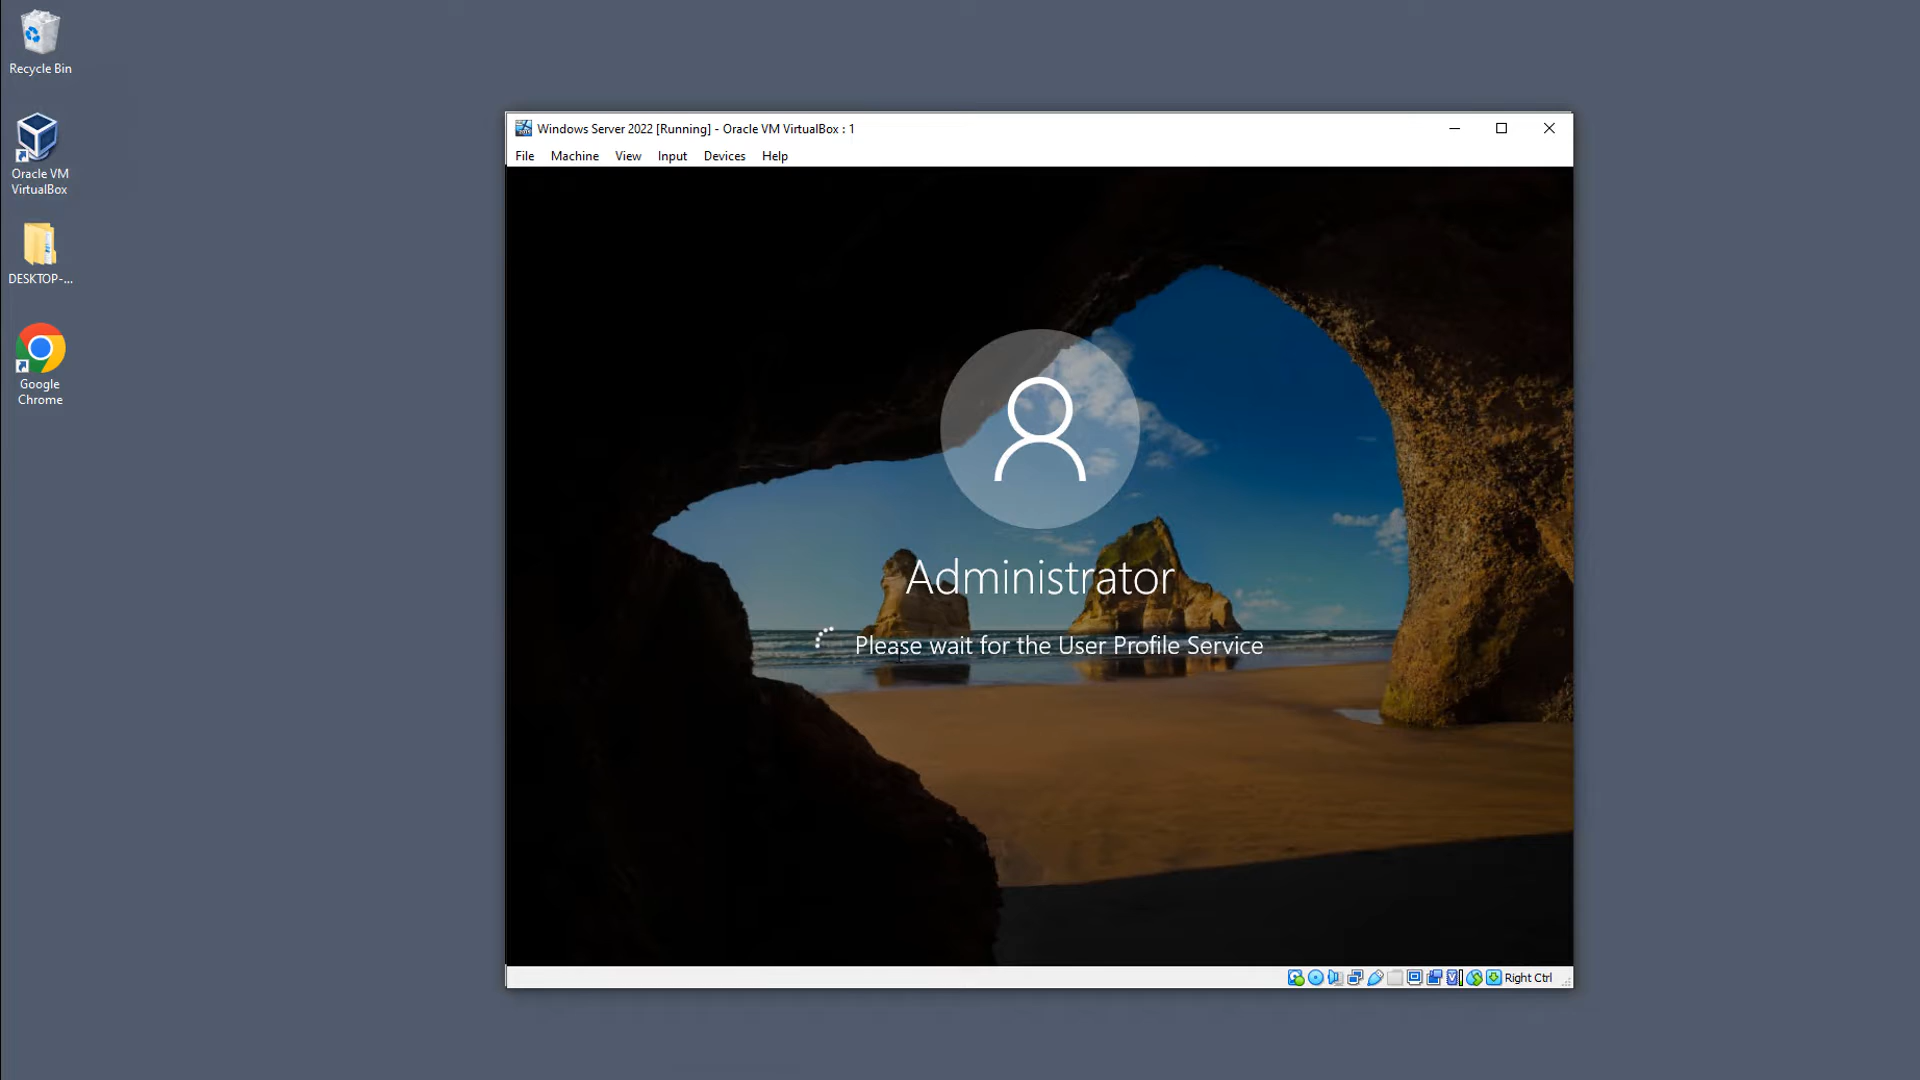 Recycle Bin
Oracle VM
VirtualBox
DESKTOP-...
Google
Chrome
Windows Server 2022 [Running] - Oracle VM VirtualBox : 1
File Machine View Input Devices Help
Administrator
Please wait for the User Profile Service
Right Ctrl